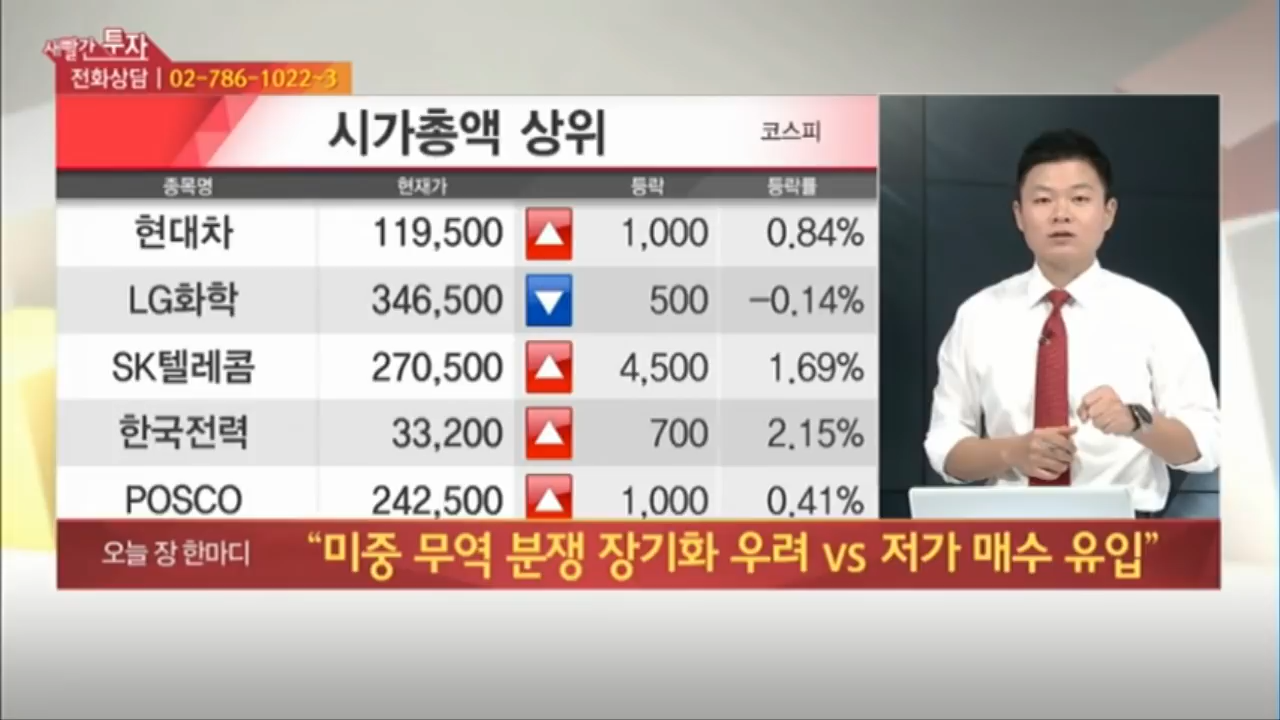 새빨간 투자
전화상담 | 02-786-1022~3
시가총액 상위 코스피
종목명 현재가 등락 등락률
현대차 119,500 ▲ 1,000 0.84%
LG화학 346,500 ▼ 500 -0.14%
SK텔레콤 270,500 ▲ 4,500 1.69%
한국전력 33,200 ▲ 700 2.15%
POSCO 242,500 ▲ 1,000 0.41%
오늘 장 한마디 “미중 무역 분쟁 장기화 우려 vs 저가 매수 유입”